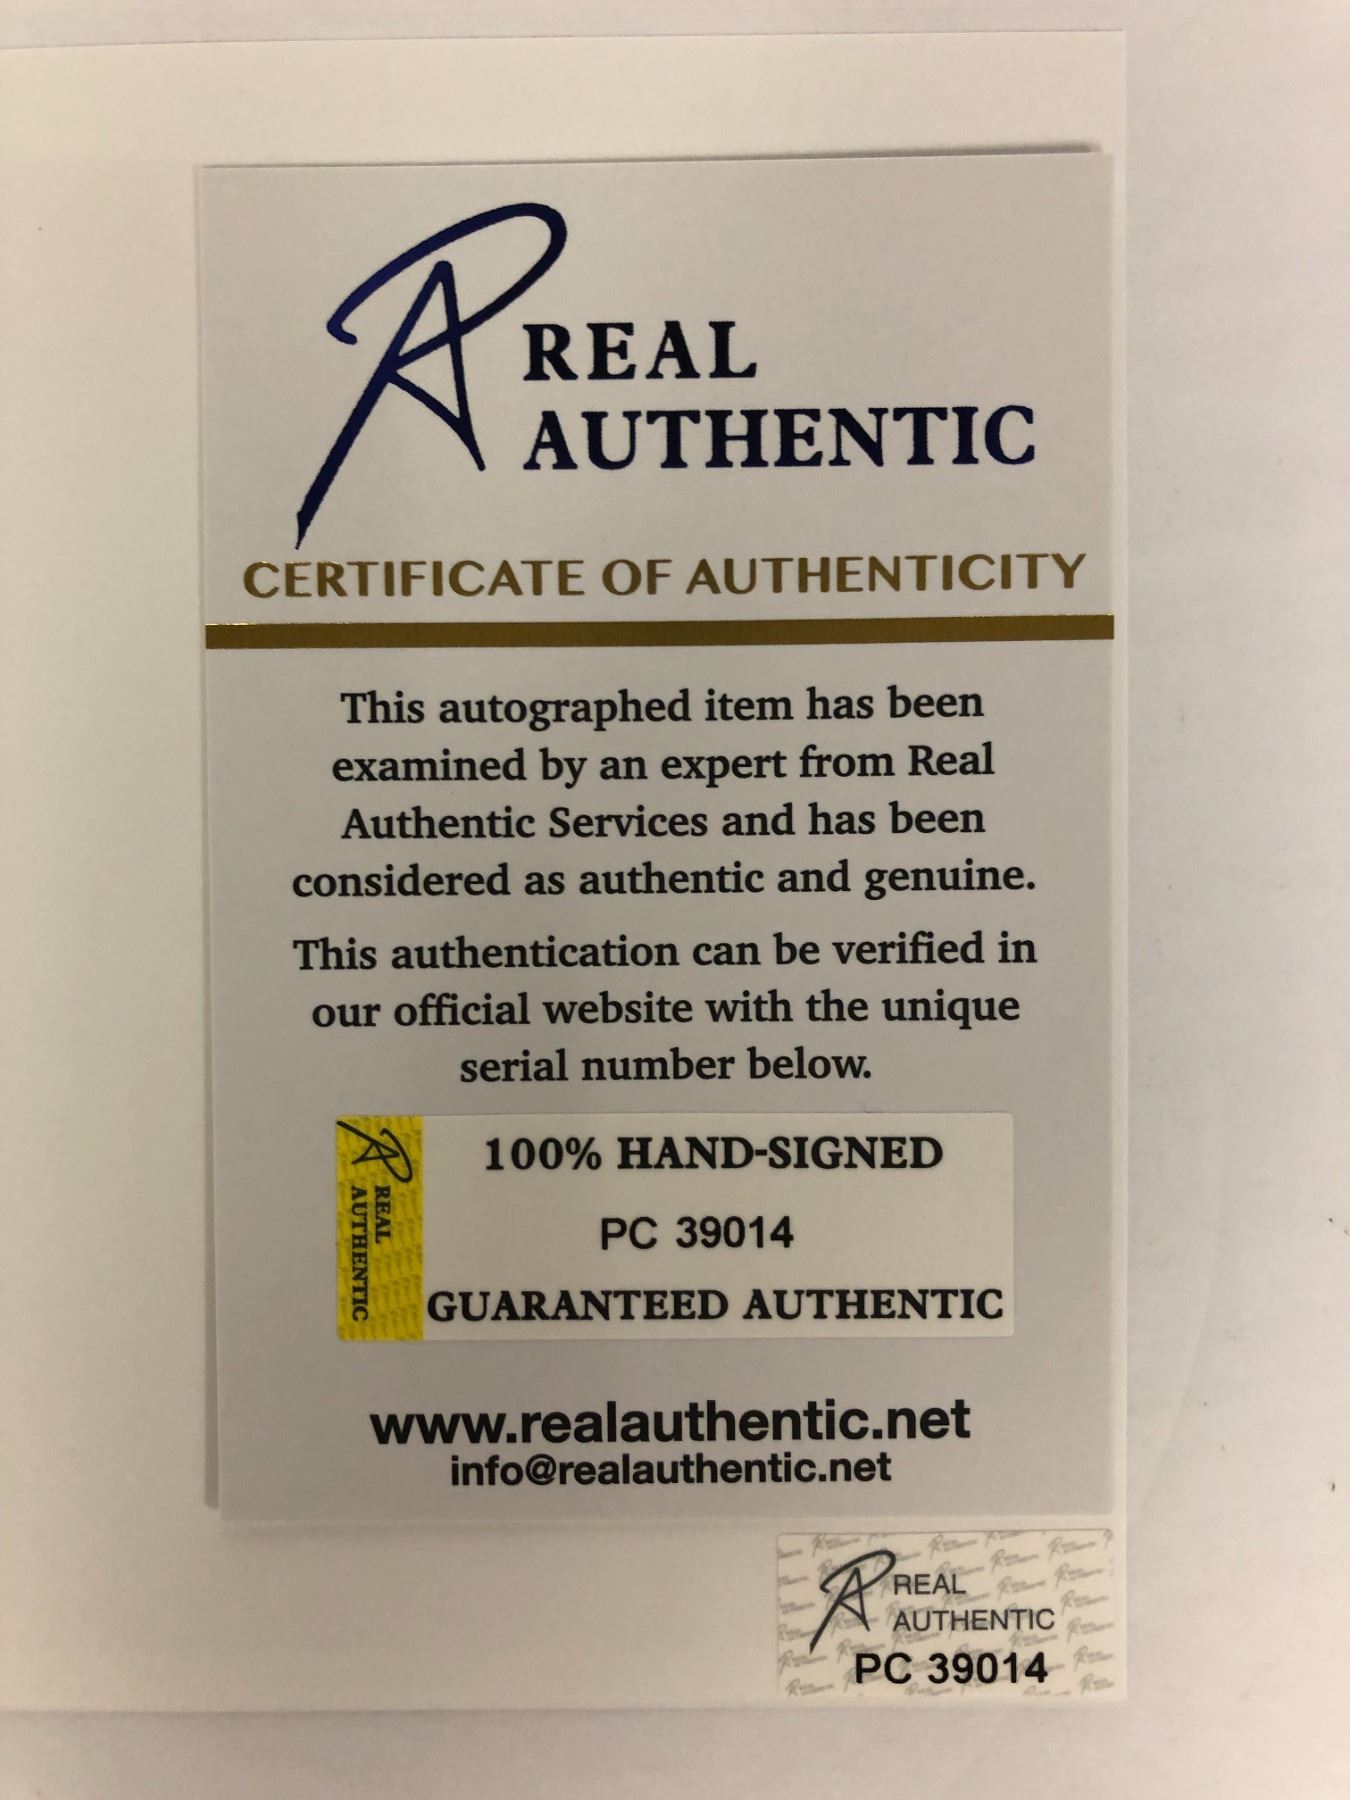 REAL
AUTHENTIC
CERTIFICATE OF AUTHENTICITY
This autographed item has been
examined by an expert from Real
Authentic Services and has been
considered as authentic and genuine.
This authentication can be verified in
our official website with the unique
serial number below.
REAL
AUTHENTIC
100% HAND-SIGNED
PC 39014
GUARANTEED AUTHENTIC
www.realauthentic.net
info@realauthentic.net
REAL
AUTHENTIC
PC 39014